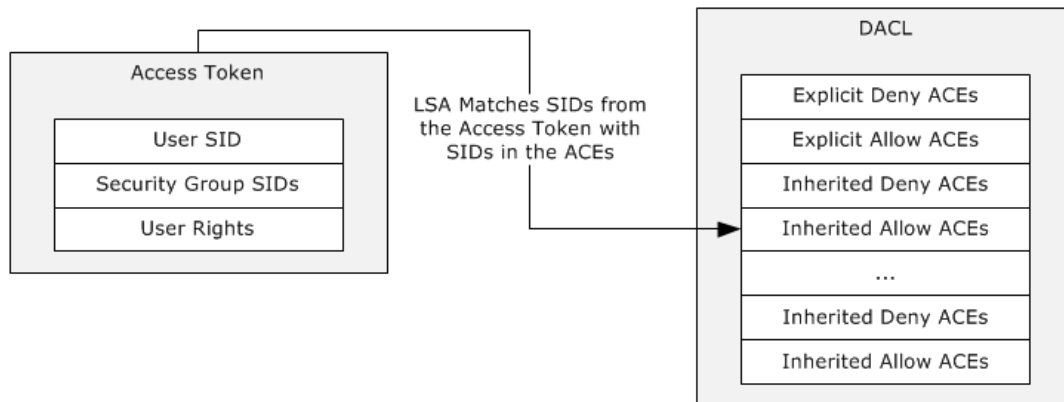 Access Token
User SID
Security Group SIDs
User Rights
LSA Matches SIDs from
the Access Token with
SIDs in the ACEs
DACL
Explicit Deny ACEs
Explicit Allow ACEs
Inherited Deny ACEs
Inherited Allow ACEs
...
Inherited Deny ACEs
Inherited Allow ACEs